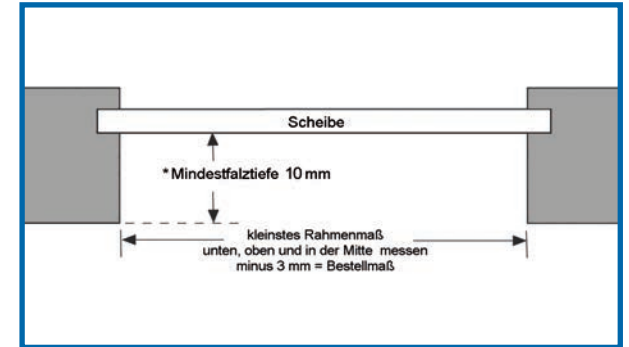 Scheibe
* Mindestfalztiefe 10 mm
kleinstes Rahmenmaß
unten, oben und in der Mitte messen
minus 3 mm = Bestellmaß